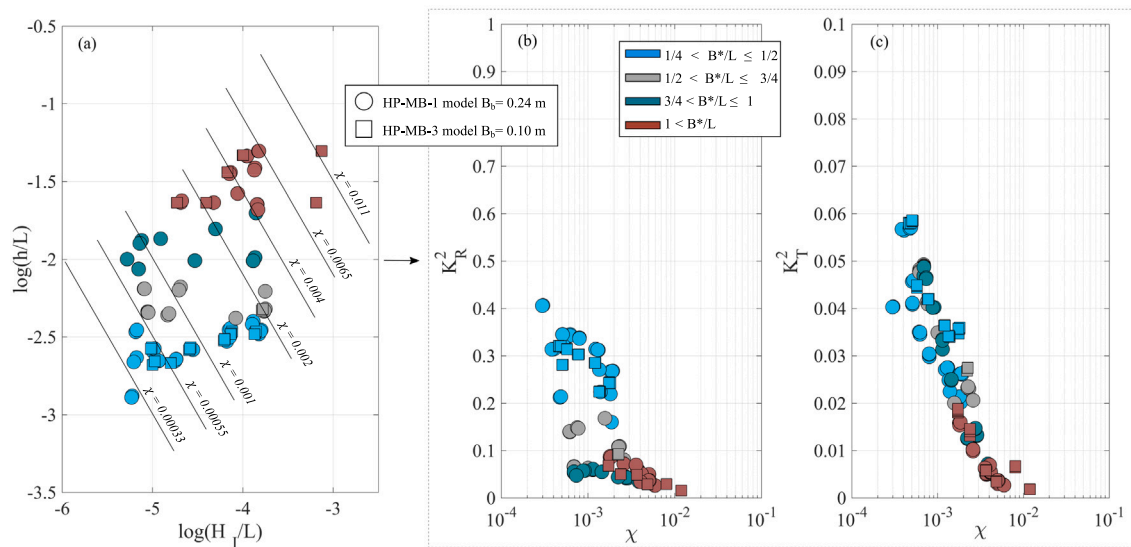 (a)
-0.5
-1
-1.5
-2
-2.5
-3
-3.5
-6
-5
-4
-3
log(h/L)
log(H_I/L)
χ = 0.011
χ = 0.0065
χ = 0.004
χ = 0.002
χ = 0.001
χ = 0.00055
χ = 0.00033
HP-MB-1 model B_b= 0.24 m
HP-MB-3 model B_b= 0.10 m
(b)
1
0.9
0.8
0.7
0.6
0.5
0.4
0.3
0.2
0.1
0
K_R^2
10^-4
10^-3
10^-2
10^-1
χ
1/4 < B*/L ≤ 1/2
1/2 < B*/L ≤ 3/4
3/4 < B*/L ≤ 1
1 < B*/L
(c)
0.1
0.09
0.08
0.07
0.06
0.05
0.04
0.03
0.02
0.01
0
K_T^2
10^-4
10^-3
10^-2
10^-1
χ